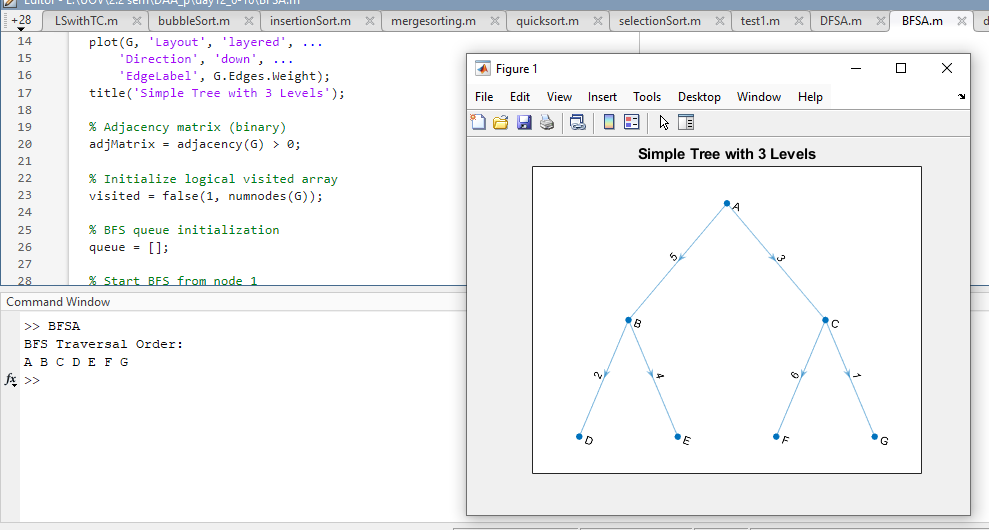 Editor - E:\UOV\2.2 sem\DAA_p\day12_6-10\BFSA.m
+28 LSwithTC.m bubbleSort.m insertionSort.m mergesorting.m quicksort.m selectionSort.m test1.m DFSA.m BFSA.m d
14 plot(G, 'Layout', 'layered', ...
15 'Direction', 'down', ...
16 'EdgeLabel', G.Edges.Weight);
17 title('Simple Tree with 3 Levels');
18
19 % Adjacency matrix (binary)
20 adjMatrix = adjacency(G) > 0;
21
22 % Initialize logical visited array
23 visited = false(1, numnodes(G));
24
25 % BFS queue initialization
26 queue = [];
27
28 % Start BFS from node 1
Command Window
>> BFSA
BFS Traversal Order:
A B C D E F G
fx >>
Figure 1
File Edit View Insert Tools Desktop Window Help
Simple Tree with 3 Levels
A
5 3
B C
2 4 6 1
D E F G